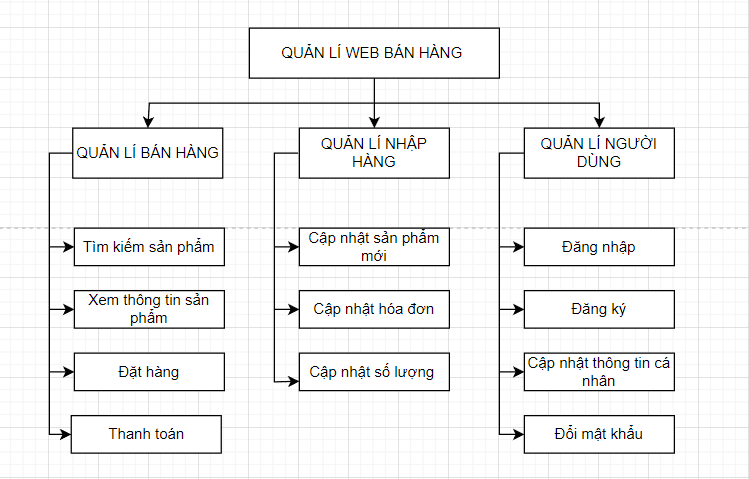 QUẢN LÍ WEB BÁN HÀNG
QUẢN LÍ BÁN HÀNG
QUẢN LÍ NHẬP
HÀNG
QUẢN LÍ NGƯỜI
DÙNG
Tìm kiếm sản phẩm
Xem thông tin sản
phẩm
Đặt hàng
Thanh toán
Cập nhật sản phẩm
mới
Cập nhật hóa đơn
Cập nhật số lượng
Đăng nhập
Đăng ký
Cập nhật thông tin cá
nhân
Đổi mật khẩu